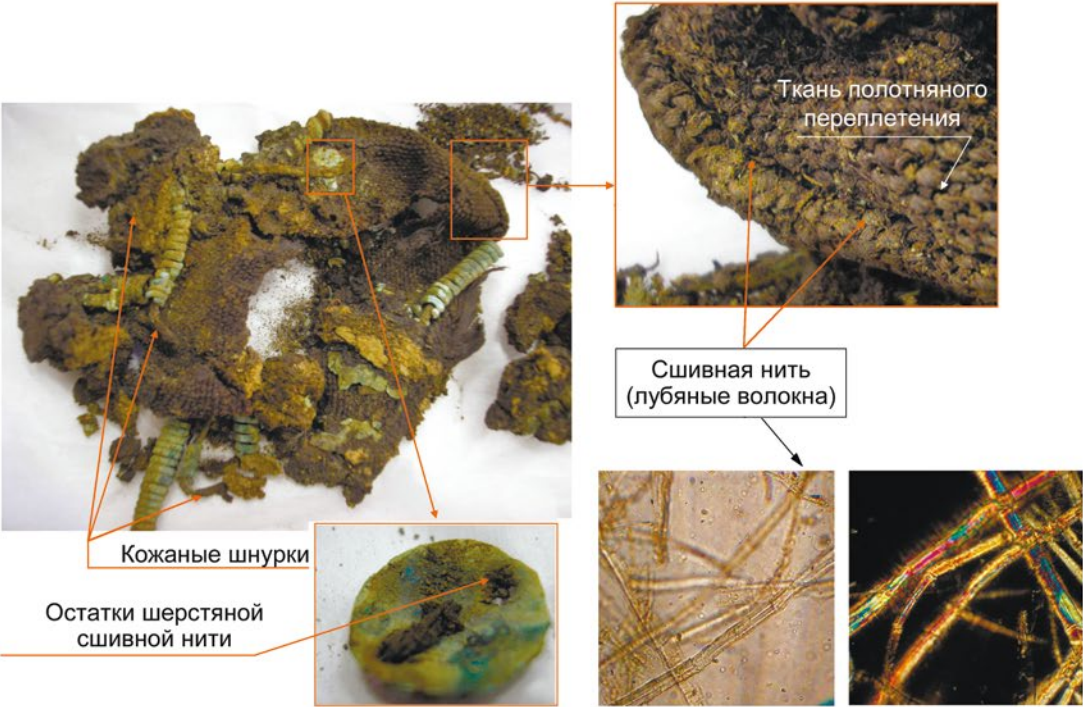 Ткань полотняного
переплетения
Сшивная нить
(лубяные волокна)
Кожаные шнурки
Остатки шерстяной
сшивной нити